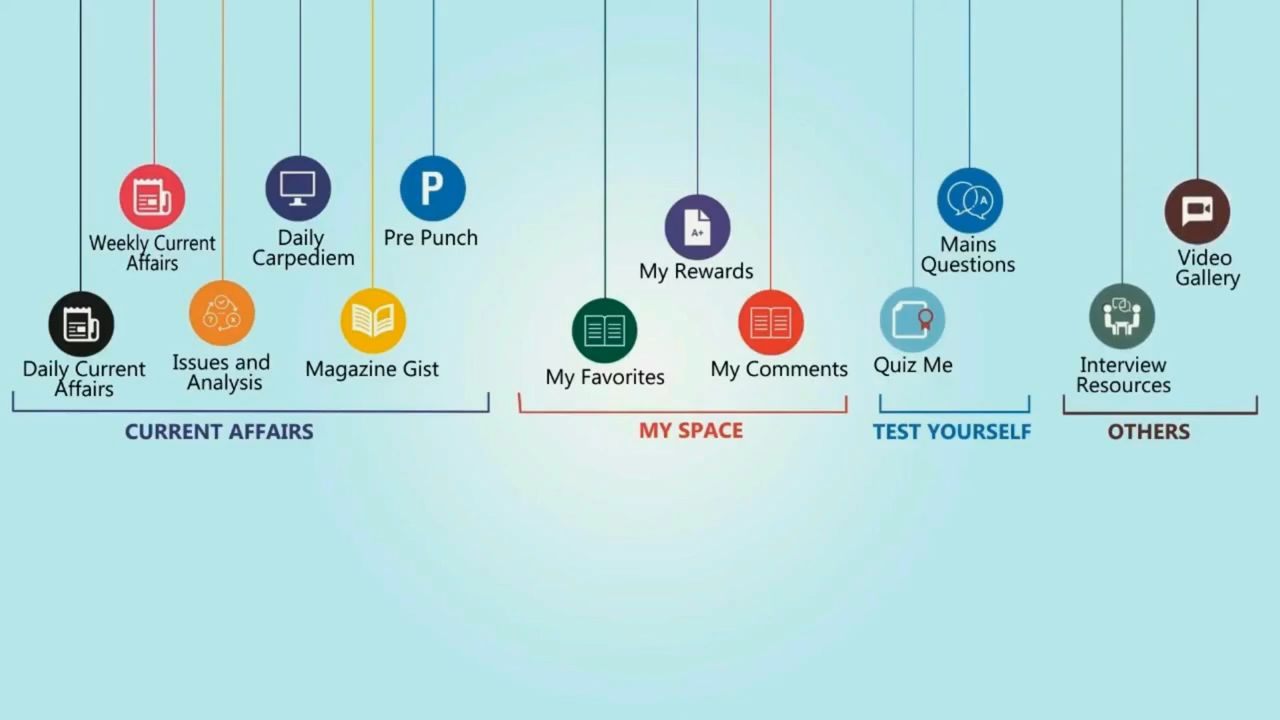 Weekly Current
Affairs
Daily
Carpediem
P
Pre Punch
Daily Current
Affairs
Issues and
Analysis
Magazine Gist
CURRENT AFFAIRS
A+
My Rewards
My Favorites
My Comments
MY SPACE
A
Mains
Questions
Quiz Me
TEST YOURSELF
Video
Gallery
Interview
Resources
OTHERS